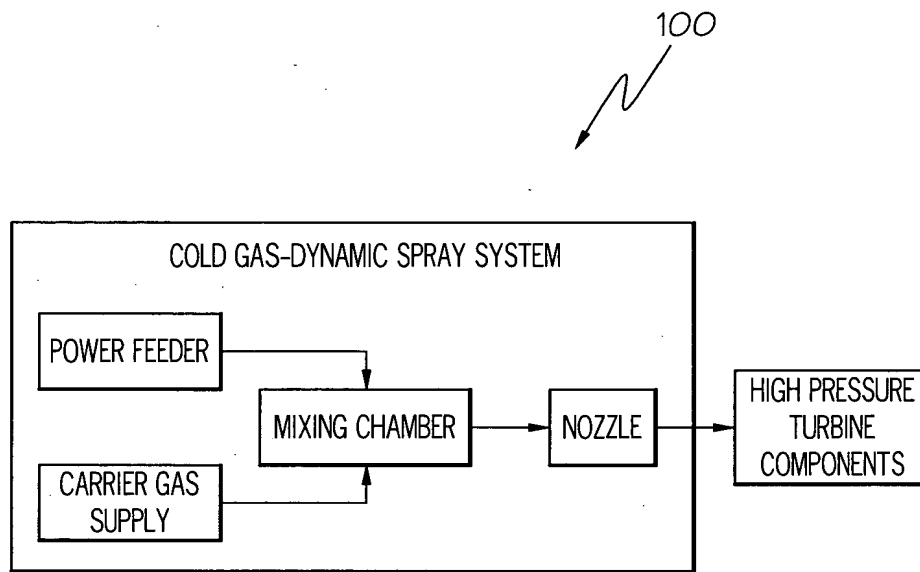 100
COLD GAS-DYNAMIC SPRAY SYSTEM
POWER FEEDER
MIXING CHAMBER
NOZZLE
HIGH PRESSURE
TURBINE
COMPONENTS
CARRIER GAS
SUPPLY